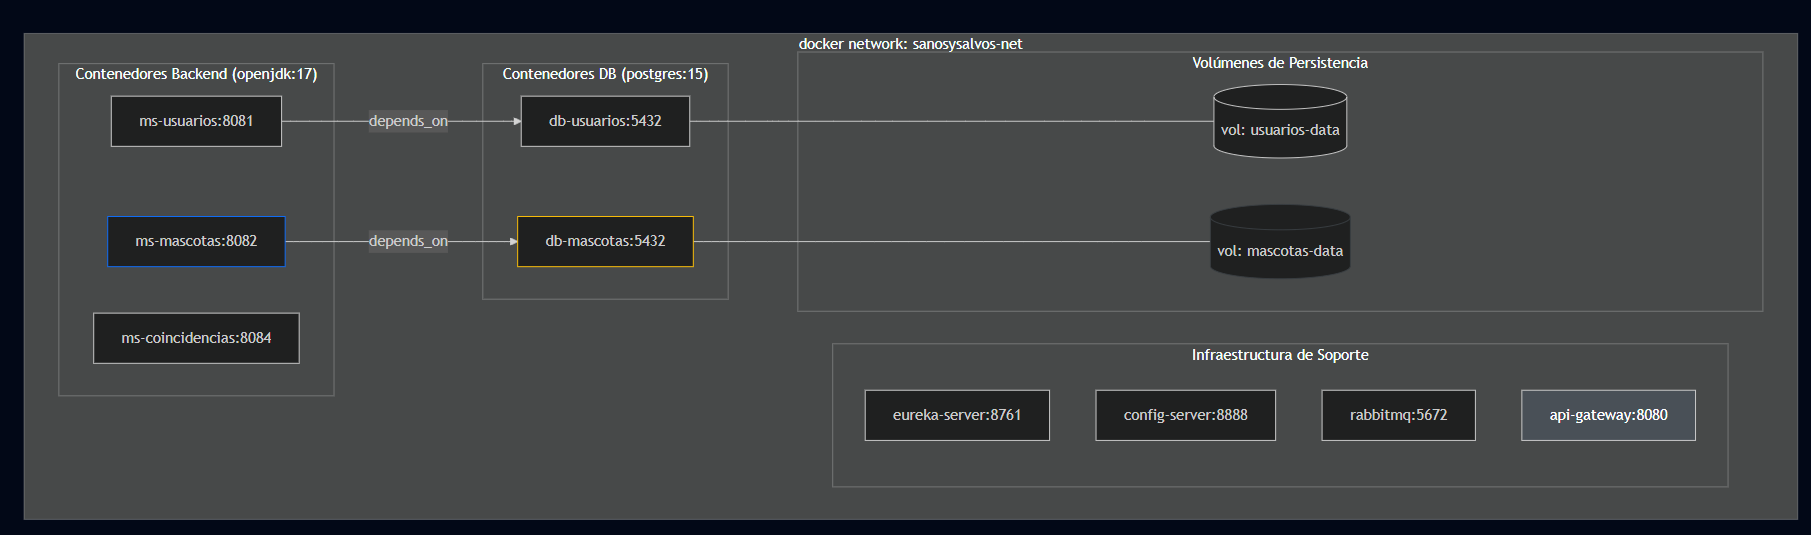 docker network: sanosysalvos-net
Contenedores Backend (openjdk:17)
ms-usuarios:8081
ms-mascotas:8082
ms-coincidencias:8084
depends_on
depends_on
Contenedores DB (postgres:15)
db-usuarios:5432
db-mascotas:5432
Volúmenes de Persistencia
vol: usuarios-data
vol: mascotas-data
Infraestructura de Soporte
eureka-server:8761
config-server:8888
rabbitmq:5672
api-gateway:8080